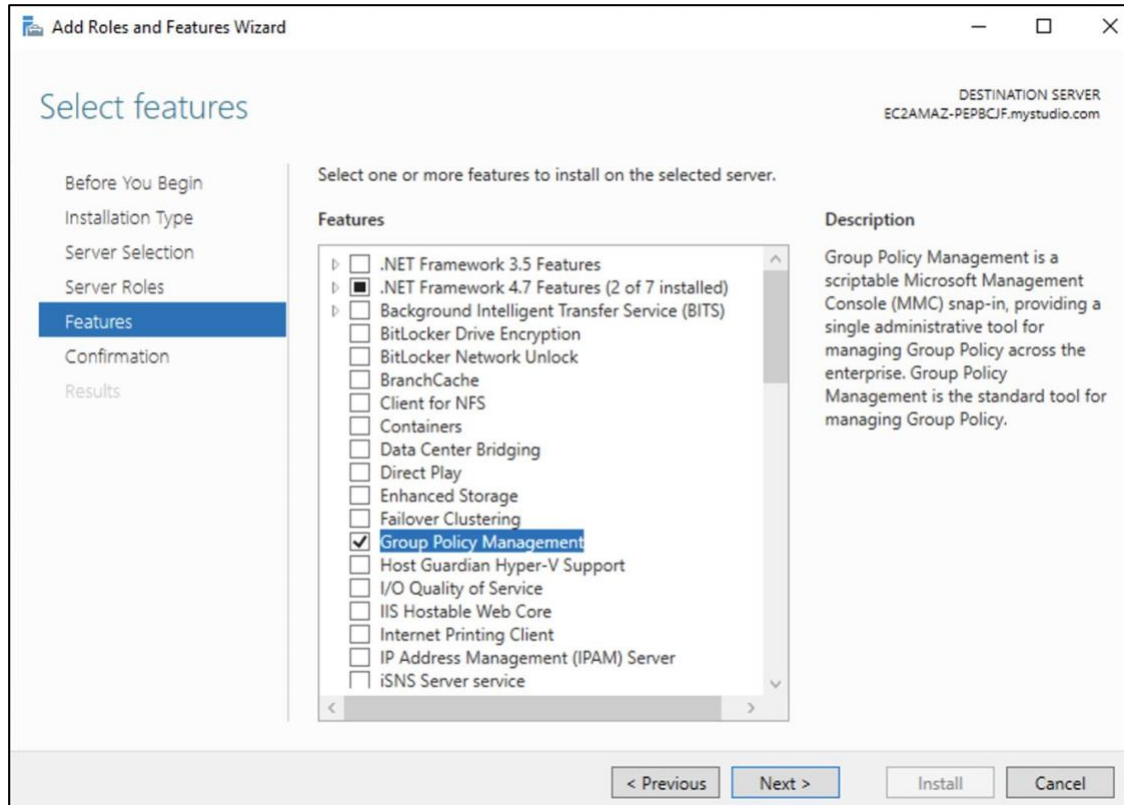 Add Roles and Features Wizard
Select features
DESTINATION SERVER
EC2AMAZ-PEPBCJF.mystudio.com
Before You Begin
Installation Type
Server Selection
Server Roles
Features
Confirmation
Results
Select one or more features to install on the selected server.
Features
.NET Framework 3.5 Features
.NET Framework 4.7 Features (2 of 7 installed)
Background Intelligent Transfer Service (BITS)
BitLocker Drive Encryption
BitLocker Network Unlock
BranchCache
Client for NFS
Containers
Data Center Bridging
Direct Play
Enhanced Storage
Failover Clustering
Group Policy Management
Host Guardian Hyper-V Support
I/O Quality of Service
IIS Hostable Web Core
Internet Printing Client
IP Address Management (IPAM) Server
iSNS Server service
Description
Group Policy Management is a
scriptable Microsoft Management
Console (MMC) snap-in, providing a
single administrative tool for
managing Group Policy across the
enterprise. Group Policy
Management is the standard tool for
managing Group Policy.
< Previous
Next >
Install
Cancel